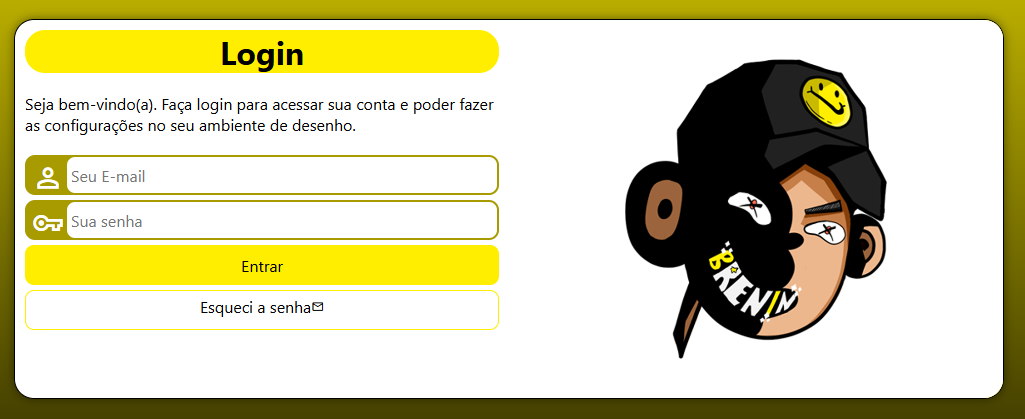 Login
Seja bem-vindo(a). Faça login para acessar sua conta e poder fazer
as configurações no seu ambiente de desenho.
Seu E-mail
Sua senha
Entrar
Esqueci a senha
BRENIN